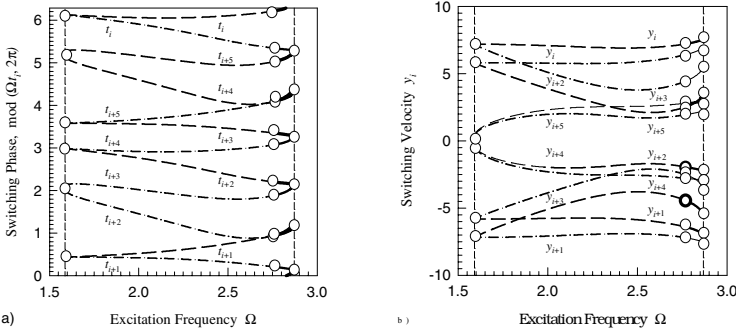 6
5
4
3
2
1
0
Switching Phase, mod (Ωt_i, 2π)
t_i
t_i
t_{i+5}
t_{i+4}
t_{i+5}
t_{i+4}
t_{i+3}
t_{i+3}
t_{i+2}
t_{i+2}
t_{i+1}
t_{i+1}
1.5 2.0 2.5 3.0
a) Excitation Frequency Ω
10
5
0
-5
-10
Switching Velocity y_i
y_i
y_i
y_{i+2}
y_{i+3}
y_{i+5}
y_{i+5}
y_{i+4}
y_{i+2}
y_{i+4}
y_{i+3}
y_{i+1}
y_{i+1}
1.5 2.0 2.5 3.0
b) Excitation Frequency Ω